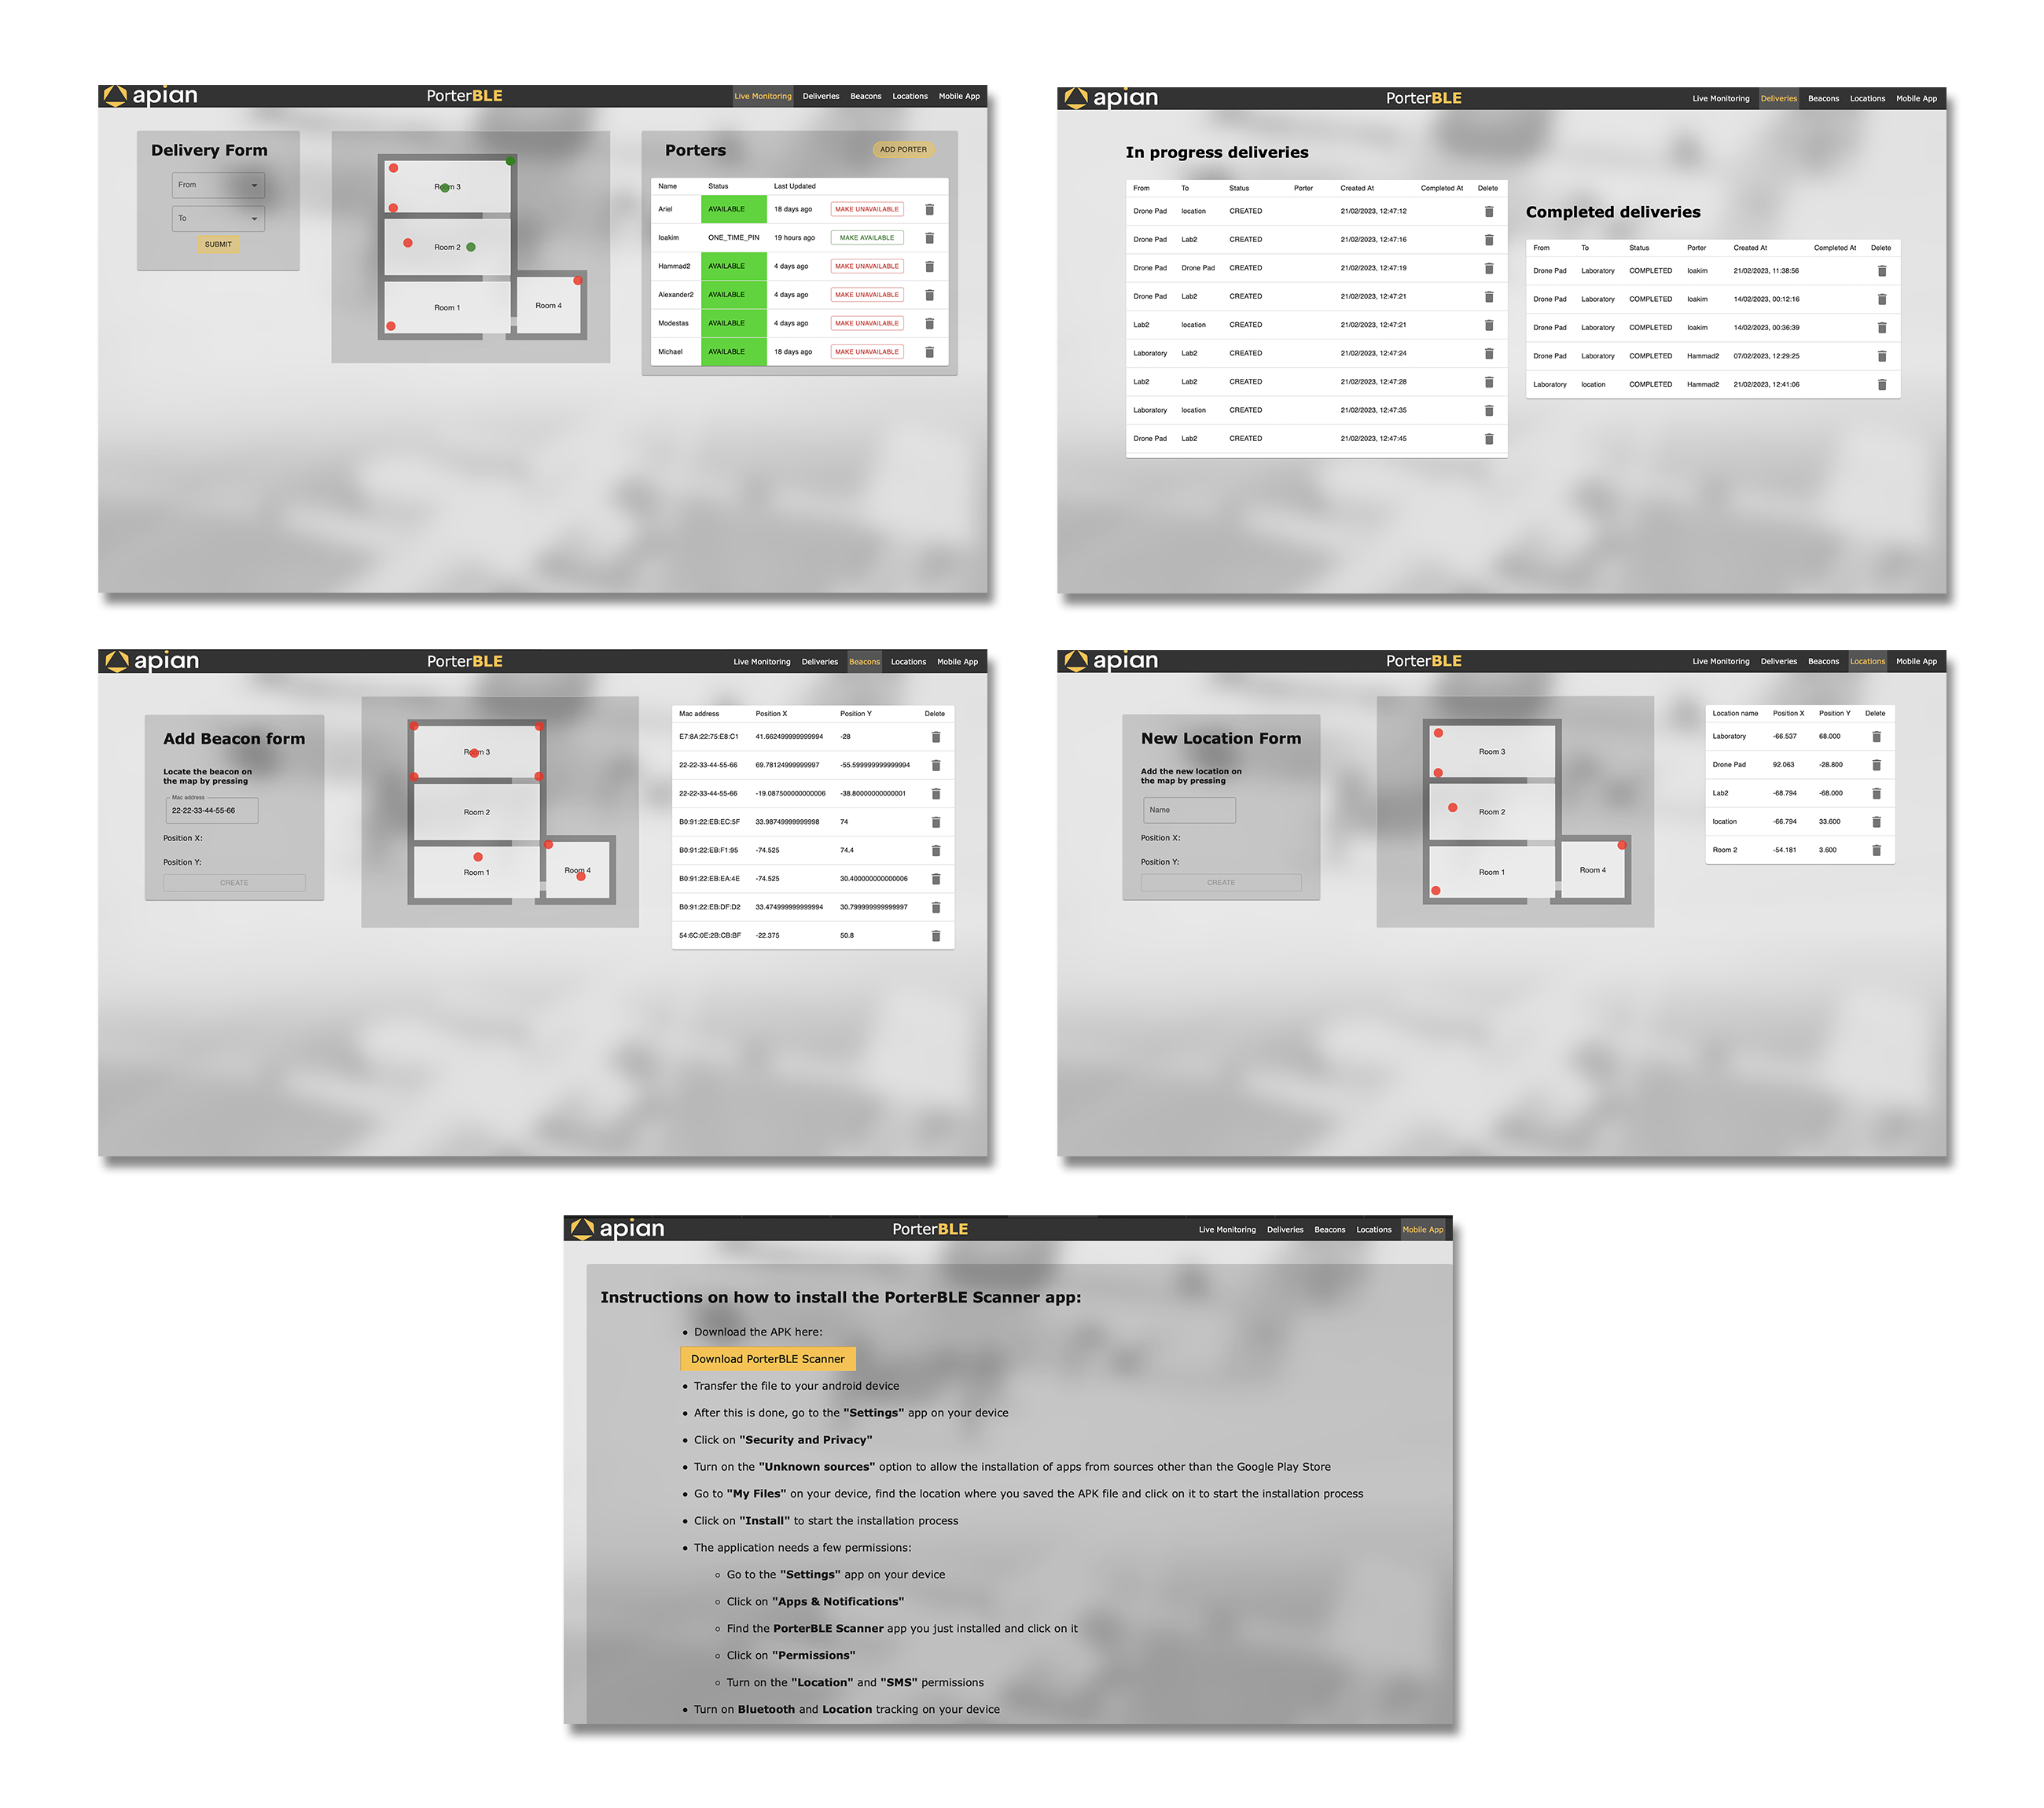 apian
PorterBLE
Live Monitoring Deliveries Beacons Locations Mobile App
Delivery Form
From
To
SUBMIT
Room 3
Room 2
Room 1
Room 4
Porters
ADD PORTER
Name Status Last Updated
Ariel AVAILABLE 18 days ago MAKE UNAVAILABLE
Ioakim ONE_TIME_PIN 19 hours ago MAKE AVAILABLE
Hammad2 AVAILABLE 4 days ago MAKE UNAVAILABLE
Alexander2 AVAILABLE 4 days ago MAKE UNAVAILABLE
Modestas AVAILABLE 4 days ago MAKE UNAVAILABLE
Michael AVAILABLE 18 days ago MAKE UNAVAILABLE
apian
PorterBLE
Live Monitoring Deliveries Beacons Locations Mobile App
In progress deliveries
From To Status Porter Created At Completed At Delete
Drone Pad location CREATED 21/02/2023, 12:47:12
Drone Pad Lab2 CREATED 21/02/2023, 12:47:16
Drone Pad Drone Pad CREATED 21/02/2023, 12:47:19
Drone Pad Lab2 CREATED 21/02/2023, 12:47:21
Lab2 location CREATED 21/02/2023, 12:47:21
Laboratory Lab2 CREATED 21/02/2023, 12:47:24
Lab2 Lab2 CREATED 21/02/2023, 12:47:28
Laboratory location CREATED 21/02/2023, 12:47:35
Drone Pad Lab2 CREATED 21/02/2023, 12:47:45
Completed deliveries
From To Status Porter Created At Completed At Delete
Drone Pad Laboratory COMPLETED Ioakim 21/02/2023, 11:38:56
Drone Pad Laboratory COMPLETED Ioakim 14/02/2023, 00:12:16
Drone Pad Laboratory COMPLETED Ioakim 14/02/2023, 00:36:39
Drone Pad Laboratory COMPLETED Hammad2 07/02/2023, 12:29:25
Laboratory location COMPLETED Hammad2 21/02/2023, 12:41:06
apian
PorterBLE
Live Monitoring Deliveries Beacons Locations Mobile App
Add Beacon form
Locate the beacon on
the map by pressing
Mac address
22-22-33-44-55-66
Position X:
Position Y:
CREATE
Room 3
Room 2
Room 1
Room 4
Mac address Position X Position Y Delete
E7:8A:22:75:E8:C1 41.662499999999994 -28
22-22-33-44-55-66 69.78124999999997 -55.599999999999994
22-22-33-44-55-66 -19.087500000000006 -38.80000000000001
B0:91:22:EB:EC:5F 33.98749999999998 74
B0:91:22:EB:F1:95 -74.525 74.4
B0:91:22:EB:EA:4E -74.525 30.400000000000006
B0:91:22:EB:DF:D2 33.474999999999994 30.799999999999997
54:6C:0E:2B:CB:BF -22.375 50.8
apian
PorterBLE
Live Monitoring Deliveries Beacons Locations Mobile App
New Location Form
Add the new location on
the map by pressing
Name
Position X:
Position Y:
CREATE
Room 3
Room 2
Room 1
Room 4
Location name Position X Position Y Delete
Laboratory -66.537 68.000
Drone Pad 92.063 -28.800
Lab2 -68.794 -68.000
location -66.794 33.600
Room 2 -54.181 3.600
apian
PorterBLE
Live Monitoring Deliveries Beacons Locations Mobile App
Instructions on how to install the PorterBLE Scanner app:
• Download the APK here:
Download PorterBLE Scanner
• Transfer the file to your android device
• After this is done, go to the "Settings" app on your device
• Click on "Security and Privacy"
• Turn on the "Unknown sources" option to allow the installation of apps from sources other than the Google Play Store
• Go to "My Files" on your device, find the location where you saved the APK file and click on it to start the installation process
• Click on "Install" to start the installation process
• The application needs a few permissions:
◦ Go to the "Settings" app on your device
◦ Click on "Apps & Notifications"
◦ Find the PorterBLE Scanner app you just installed and click on it
◦ Click on "Permissions"
◦ Turn on the "Location" and "SMS" permissions
• Turn on Bluetooth and Location tracking on your device